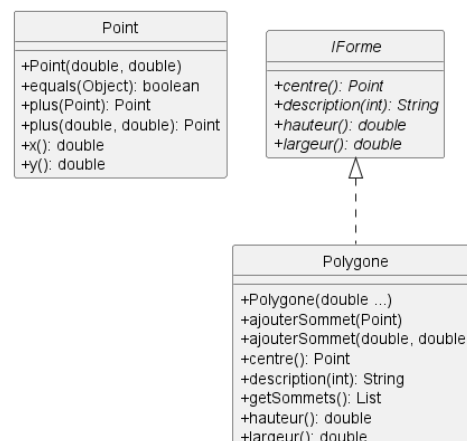 Point
+Point(double, double)
+equals(Object): boolean
+plus(Point): Point
+plus(double, double): Point
+x(): double
+y(): double
IForme
+centre(): Point
+description(int): String
+hauteur(): double
+largeur(): double
Polygone
+Polygone(double ...)
+ajouterSommet(Point)
+ajouterSommet(double, double
+centre(): Point
+description(int): String
+getSommets(): List
+hauteur(): double
+largeur(): double